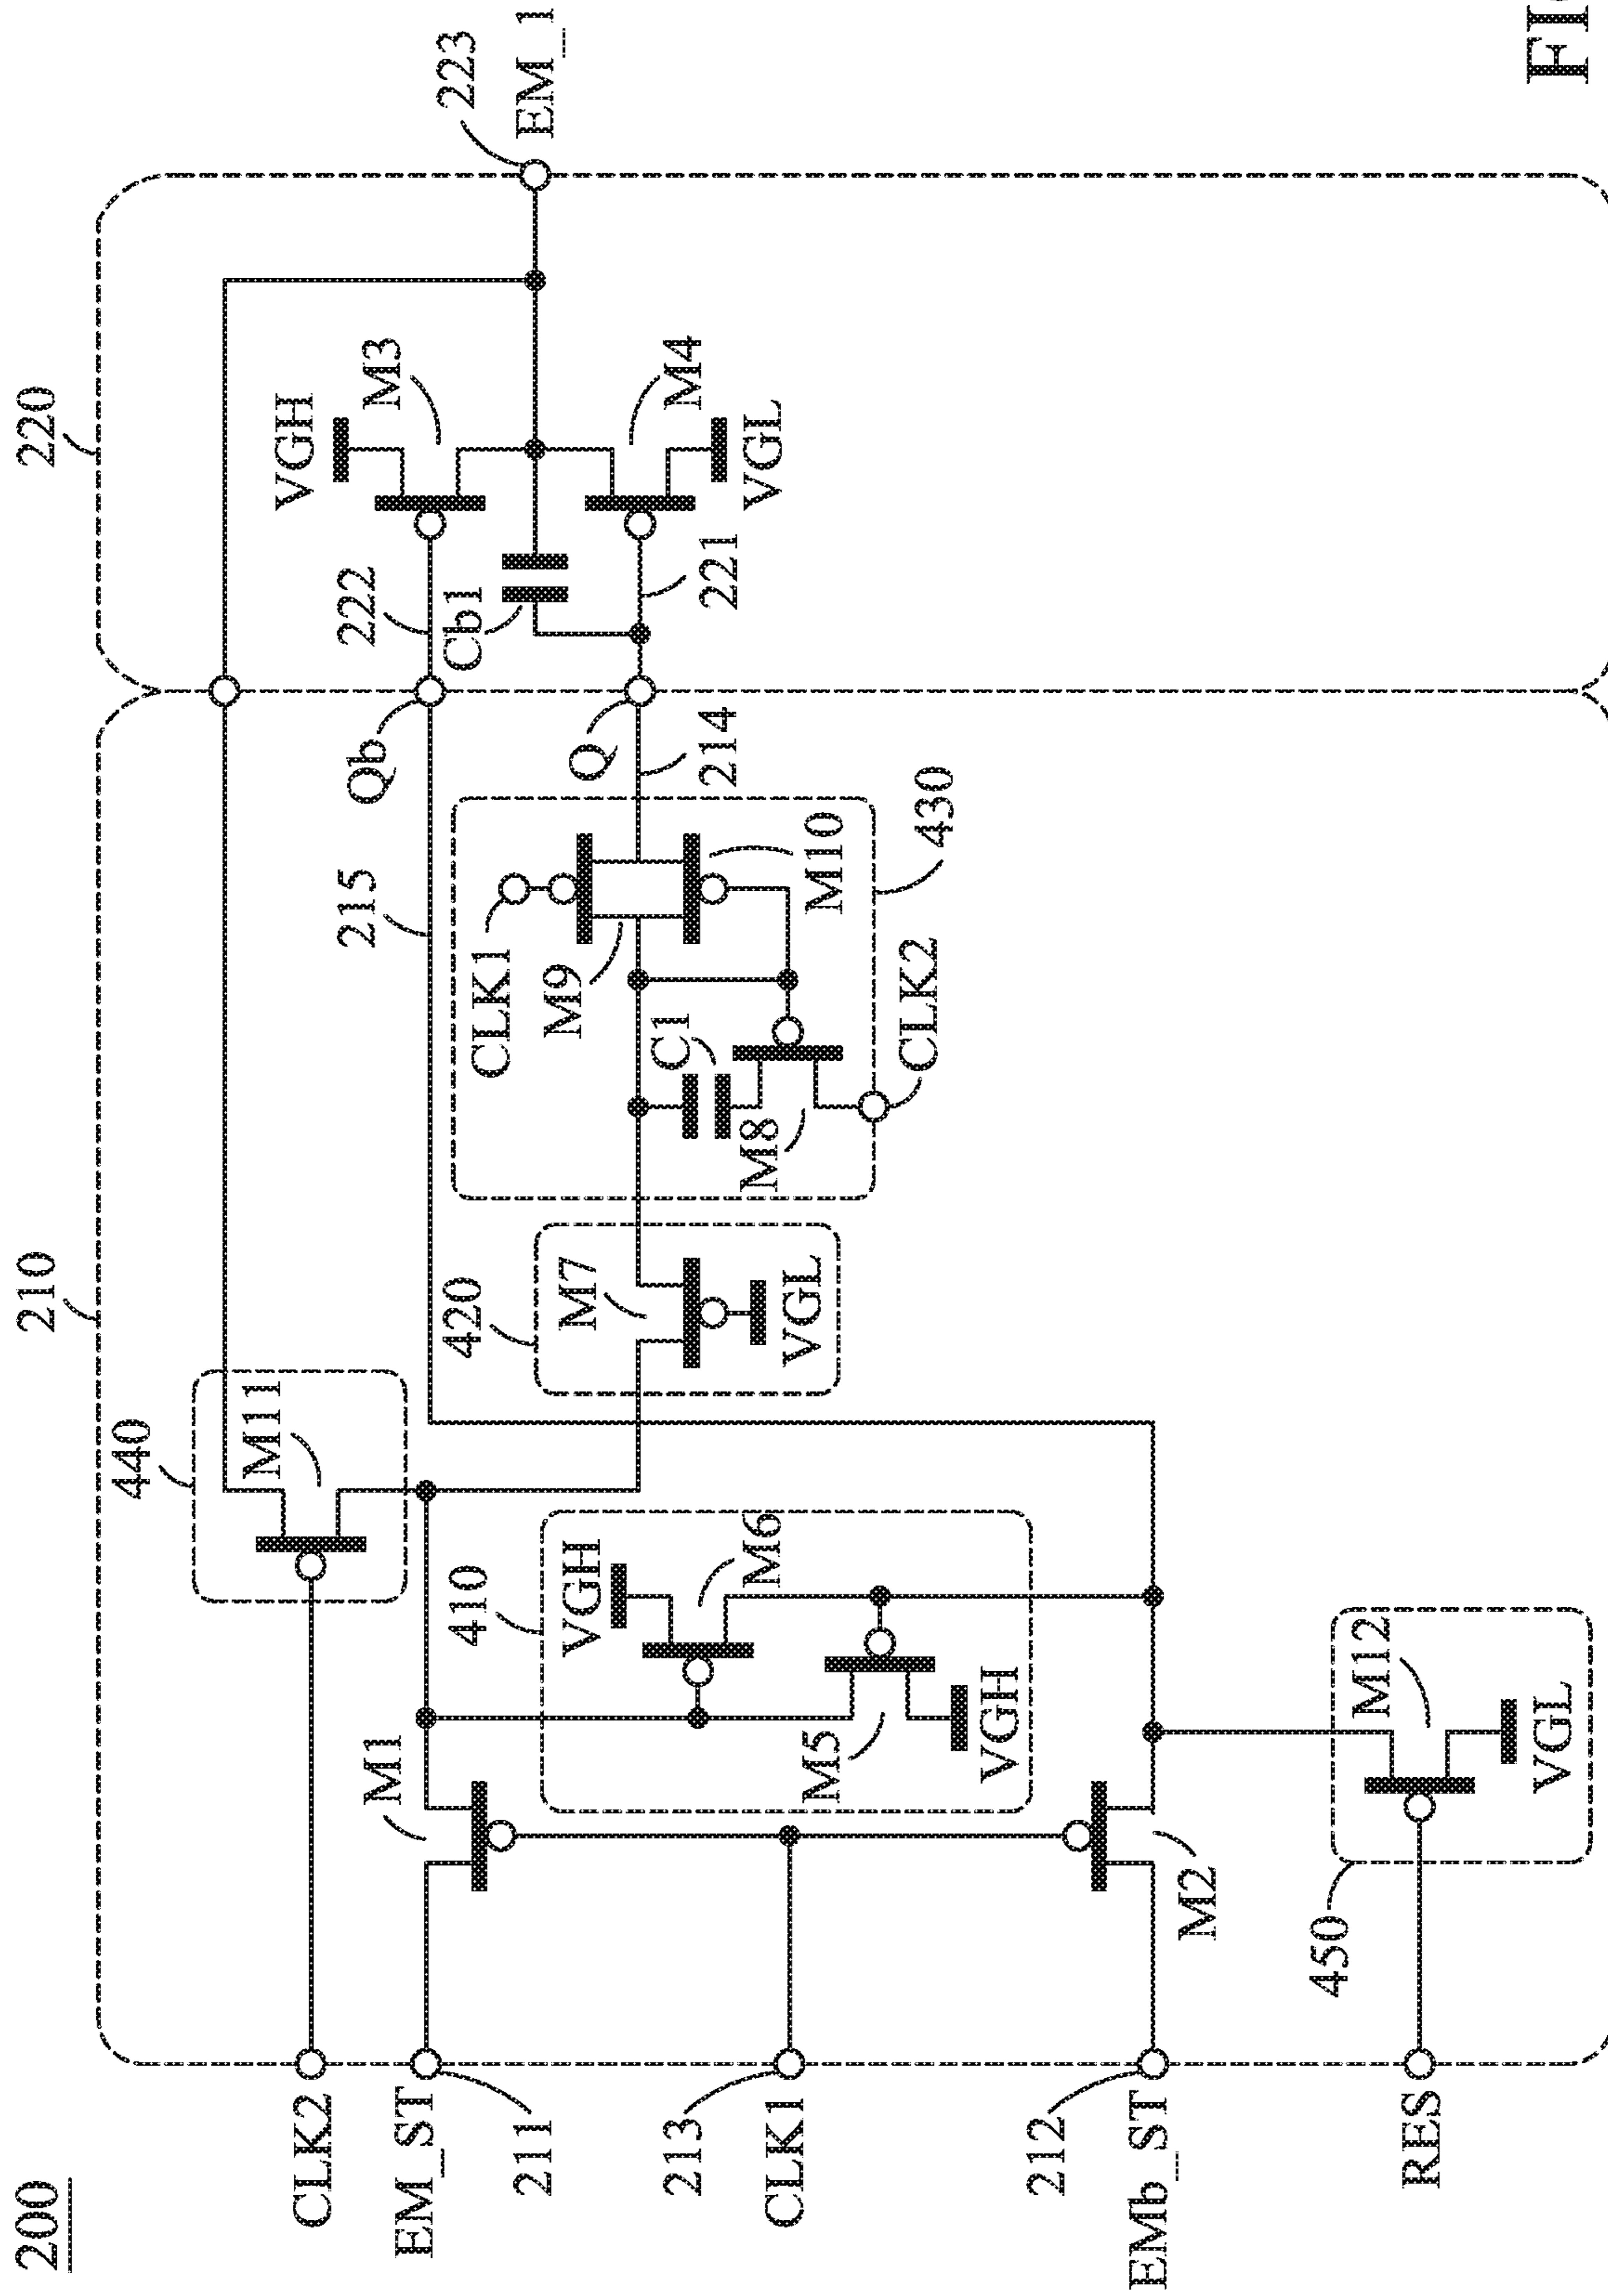 200
210
220
CLK2
440
M11
EM_ST
211
M1
410
VGH
M6
M5
VGH
215
Qb
222
VGH
M3
223
EM_1
Cb1
420
M7
VGL
CLK1
M9
C1
M8
M10
CLK2
430
Q
214
221
M4
VGL
213
CLK1
212
EMb_ST
M2
450
M12
VGL
RES